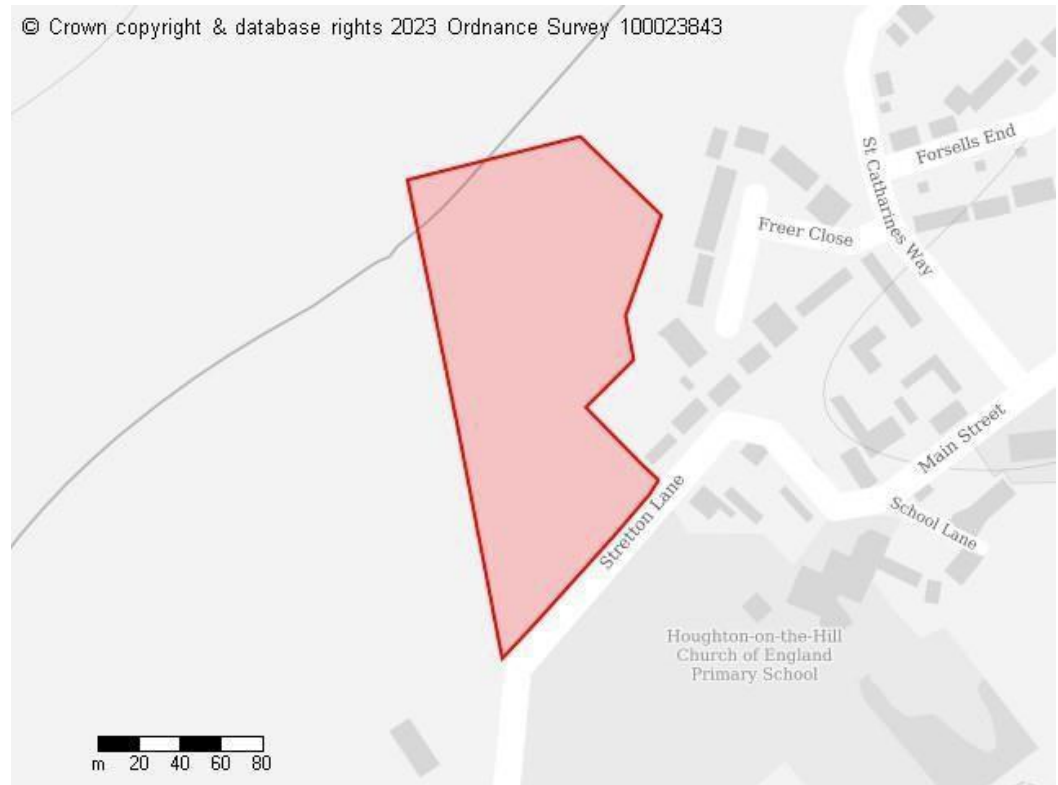 © Crown copyright & database rights 2023 Ordnance Survey 100023843
Forsells End
St Catharines Way
Freer Close
Main Street
Stretton Lane
School Lane
Houghton-on-the-Hill
Church of England
Primary School
m 20 40 60 80